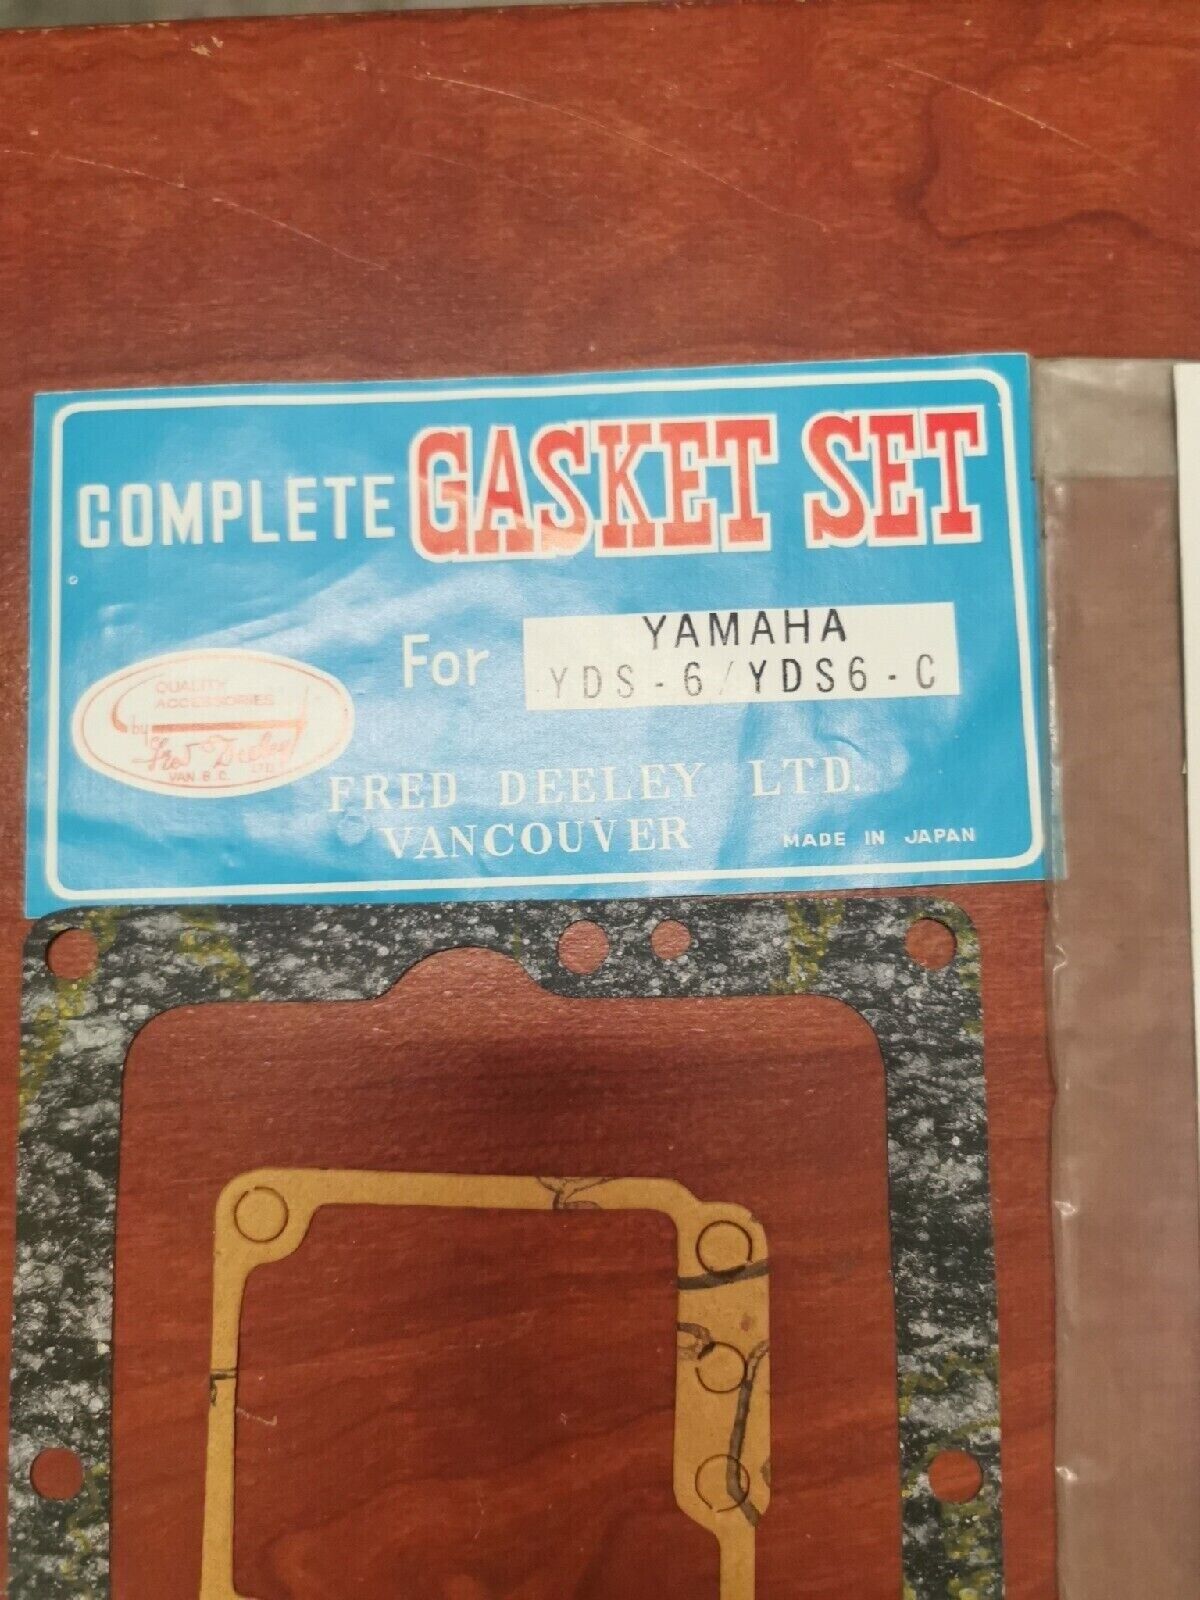 COMPLETE GASKET SET
For YAMAHA
YDS-6/YDS6-C
QUALITY
ACCESSORIES
by Fred Deeley
VAN. B.C. LTD.
FRED DEELEY LTD.
VANCOUVER MADE IN JAPAN